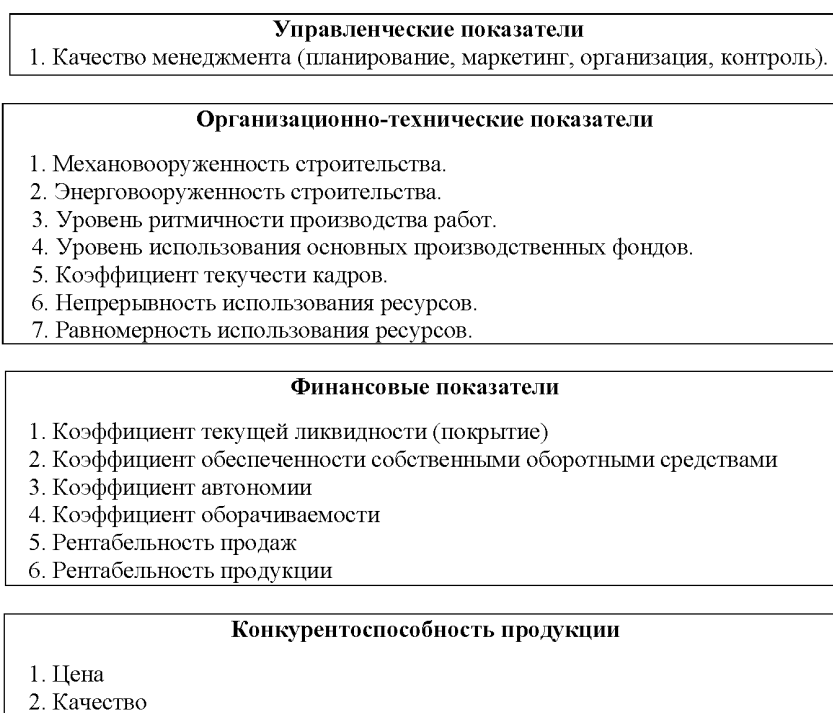 Управленческие показатели
1. Качество менеджмента (планирование, маркетинг, организация, контроль).
Организационно-технические показатели
1. Механовооруженность строительства.
2. Энерговооруженность строительства.
3. Уровень ритмичности производства работ.
4. Уровень использования основных производственных фондов.
5. Коэффициент текучести кадров.
6. Непрерывность использования ресурсов.
7. Равномерность использования ресурсов.
Финансовые показатели
1. Коэффициент текущей ликвидности (покрытие)
2. Коэффициент обеспеченности собственными оборотными средствами
3. Коэффициент автономии
4. Коэффициент оборачиваемости
5. Рентабельность продаж
6. Рентабельность продукции
Конкурентоспособность продукции
1. Цена
2. Качество